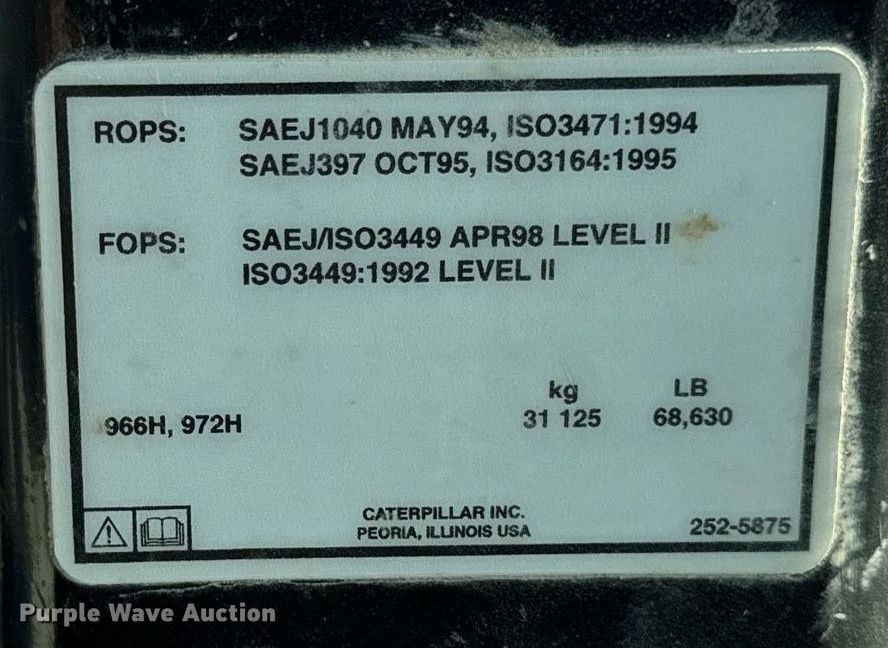 ROPS: SAEJ1040 MAY94, ISO3471:1994
SAEJ397 OCT95, ISO3164:1995
FOPS: SAEJ/ISO3449 APR98 LEVEL II
ISO3449:1992 LEVEL II
kg LB
966H, 972H 31 125 68,630
CATERPILLAR INC.
PEORIA, ILLINOIS USA
252-5875
Purple Wave Auction